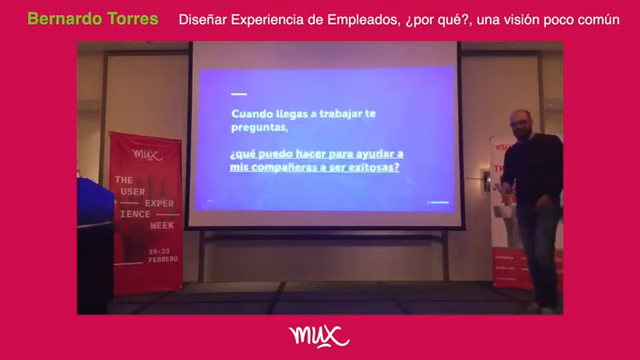 Bernardo Torres Diseñar Experiencia de Empleados, ¿por qué?, una visión poco común
Cuando llegas a trabajar te
preguntas,
¿qué puedo hacer para ayudar a
mis compañeras a ser exitosas?
mux
THE
USER
EXPER
IENCE
WEEK
19-23
FEBRERO
mux